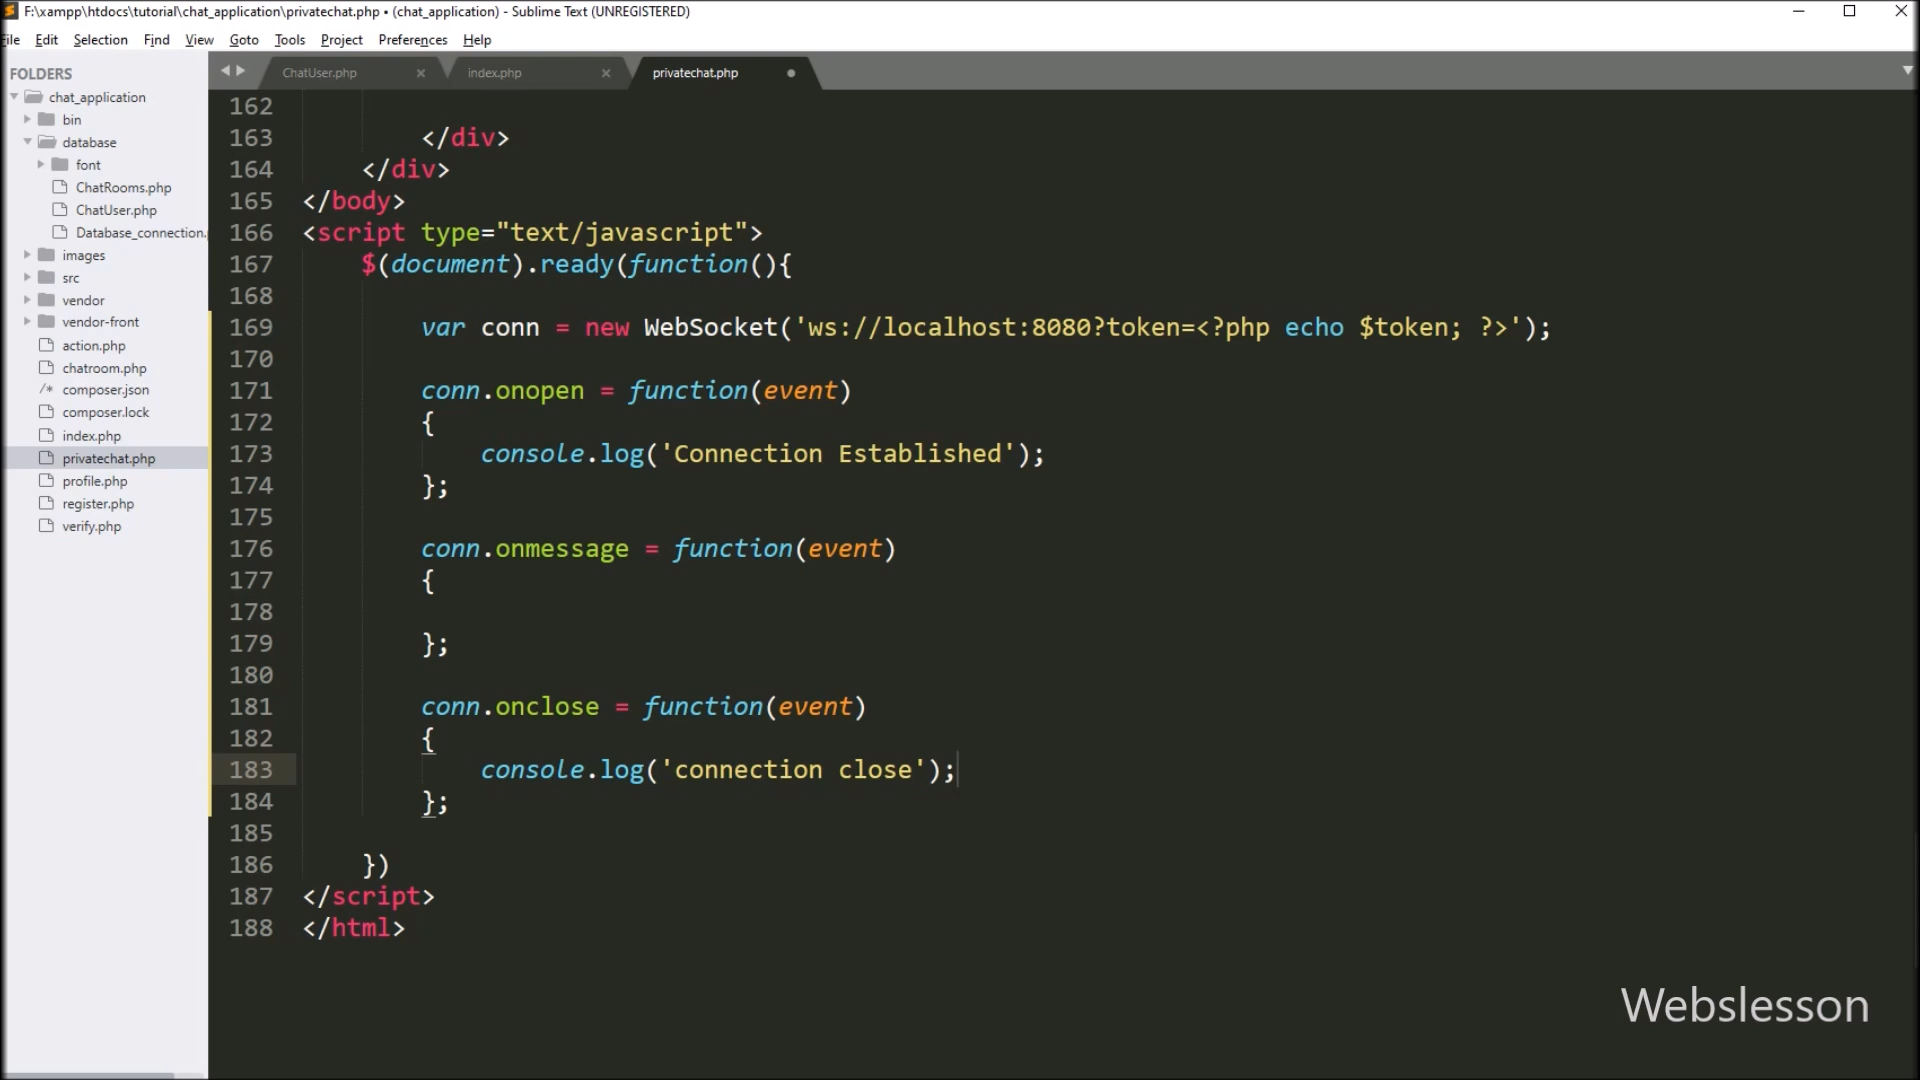 F:\xampp\htdocs\tutorial\chat_application\privatechat.php • (chat_application) - Sublime Text (UNREGISTERED)
ile Edit Selection Find View Goto Tools Project Preferences Help
FOLDERS
chat_application
bin
database
font
ChatRooms.php
ChatUser.php
Database_connection.
images
src
vendor
vendor-front
action.php
chatroom.php
/* composer.json
composer.lock
index.php
privatechat.php
profile.php
register.php
verify.php
ChatUser.php × index.php × privatechat.php •
162
163 </div>
164 </div>
165 </body>
166 <script type="text/javascript">
167 $(document).ready(function(){
168
169 var conn = new WebSocket('ws://localhost:8080?token=<?php echo $token; ?>');
170
171 conn.onopen = function(event)
172 {
173 console.log('Connection Established');
174 };
175
176 conn.onmessage = function(event)
177 {
178
179 };
180
181 conn.onclose = function(event)
182 {
183 console.log('connection close');
184 };
185
186 })
187 </script>
188 </html>
Webslesson